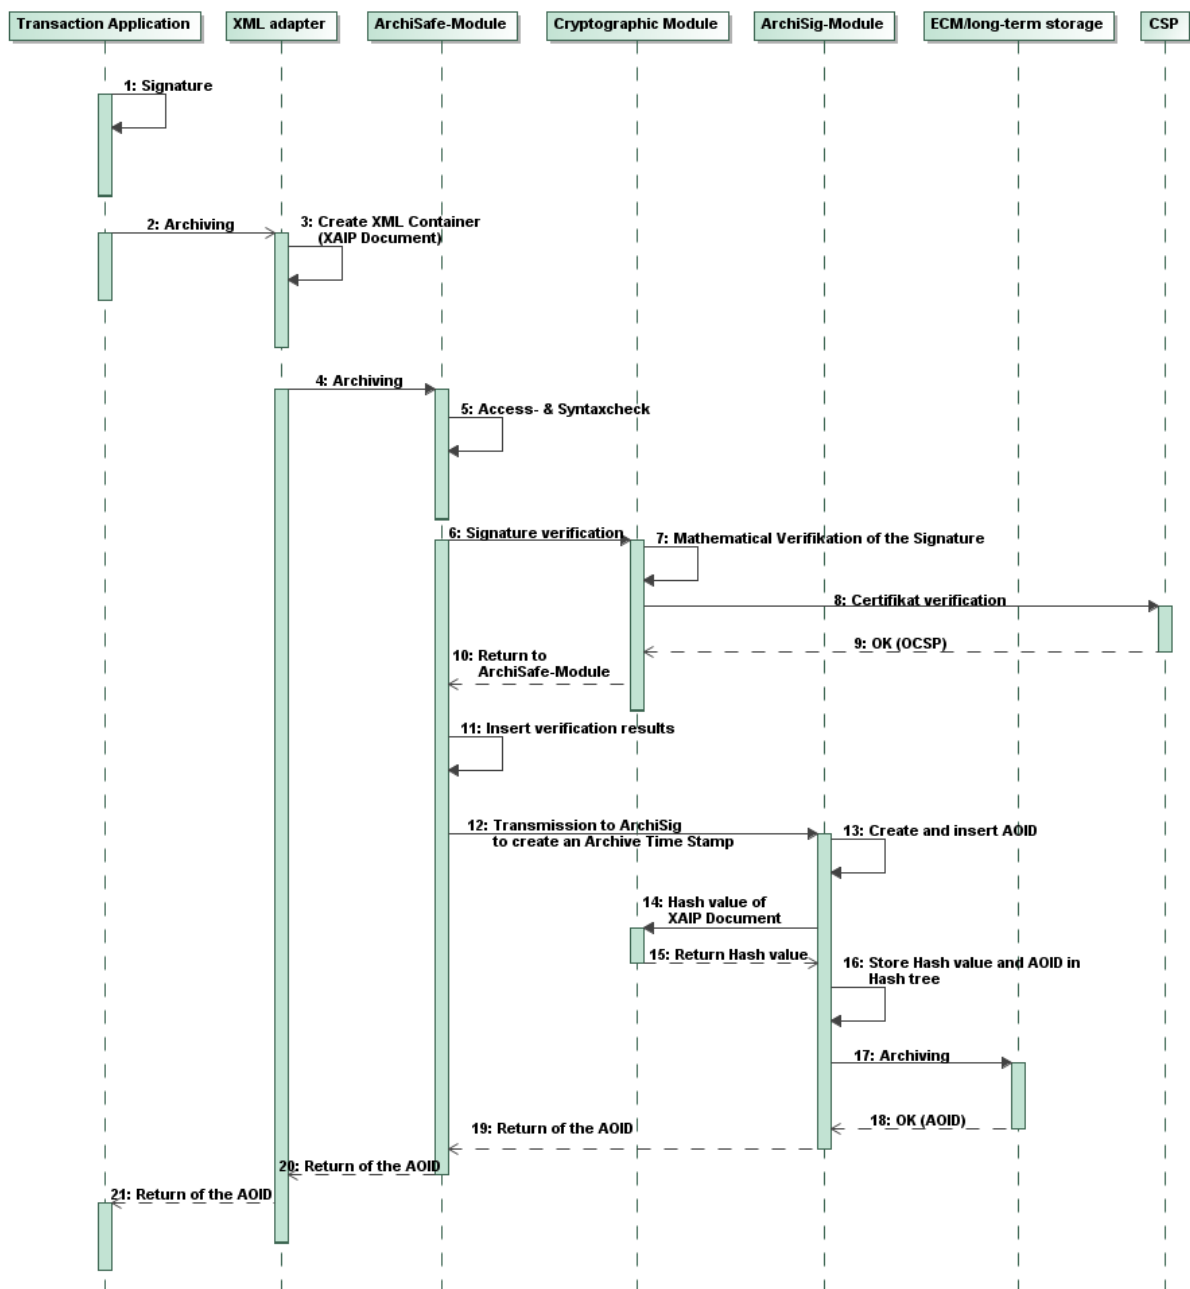 Transaction Application
XML adapter
ArchiSafe-Module
Cryptographic Module
ArchiSig-Module
ECM/long-term storage
CSP
1: Signature
2: Archiving
3: Create XML Container
(XAIP Document)
4: Archiving
5: Access- & Syntaxcheck
6: Signature verification
7: Mathematical Verifikation of the Signature
8: Certifikat verification
9: OK (OCSP)
10: Return to
ArchiSafe-Module
11: Insert verification results
12: Transmission to ArchiSig
to create an Archive Time Stamp
13: Create and insert AOID
14: Hash value of
XAIP Document
15: Return Hash value
16: Store Hash value and AOID in
Hash tree
17: Archiving
18: OK (AOID)
19: Return of the AOID
20: Return of the AOID
21: Return of the AOID